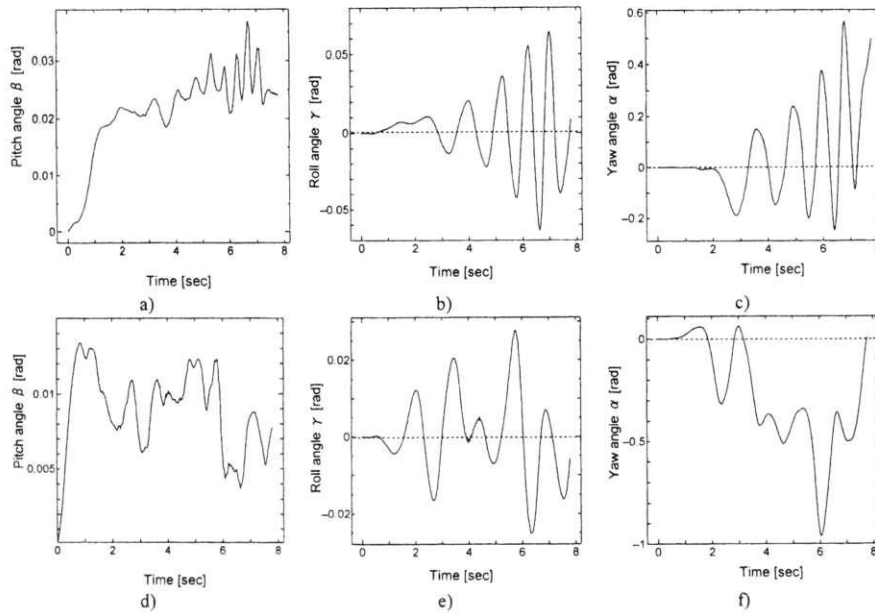 Pitch angle β [rad]
0.03
0.02
0.01
0
0 2 4 6 8
Time [sec]
a)
Roll angle γ [rad]
0.05
0
−0.05
0 2 4 6 8
Time [sec]
b)
Yaw angle α [rad]
0.6
0.4
0.2
0
−0.2
0 2 4 6 8
Time [sec]
c)
Pitch angle β [rad]
0.01
0.005
0 2 4 6 8
Time [sec]
d)
Roll angle γ [rad]
0.02
0
−0.02
0 2 4 6 8
Time [sec]
e)
Yaw angle α [rad]
0
−0.5
−1
0 2 4 6 8
Time [sec]
f)